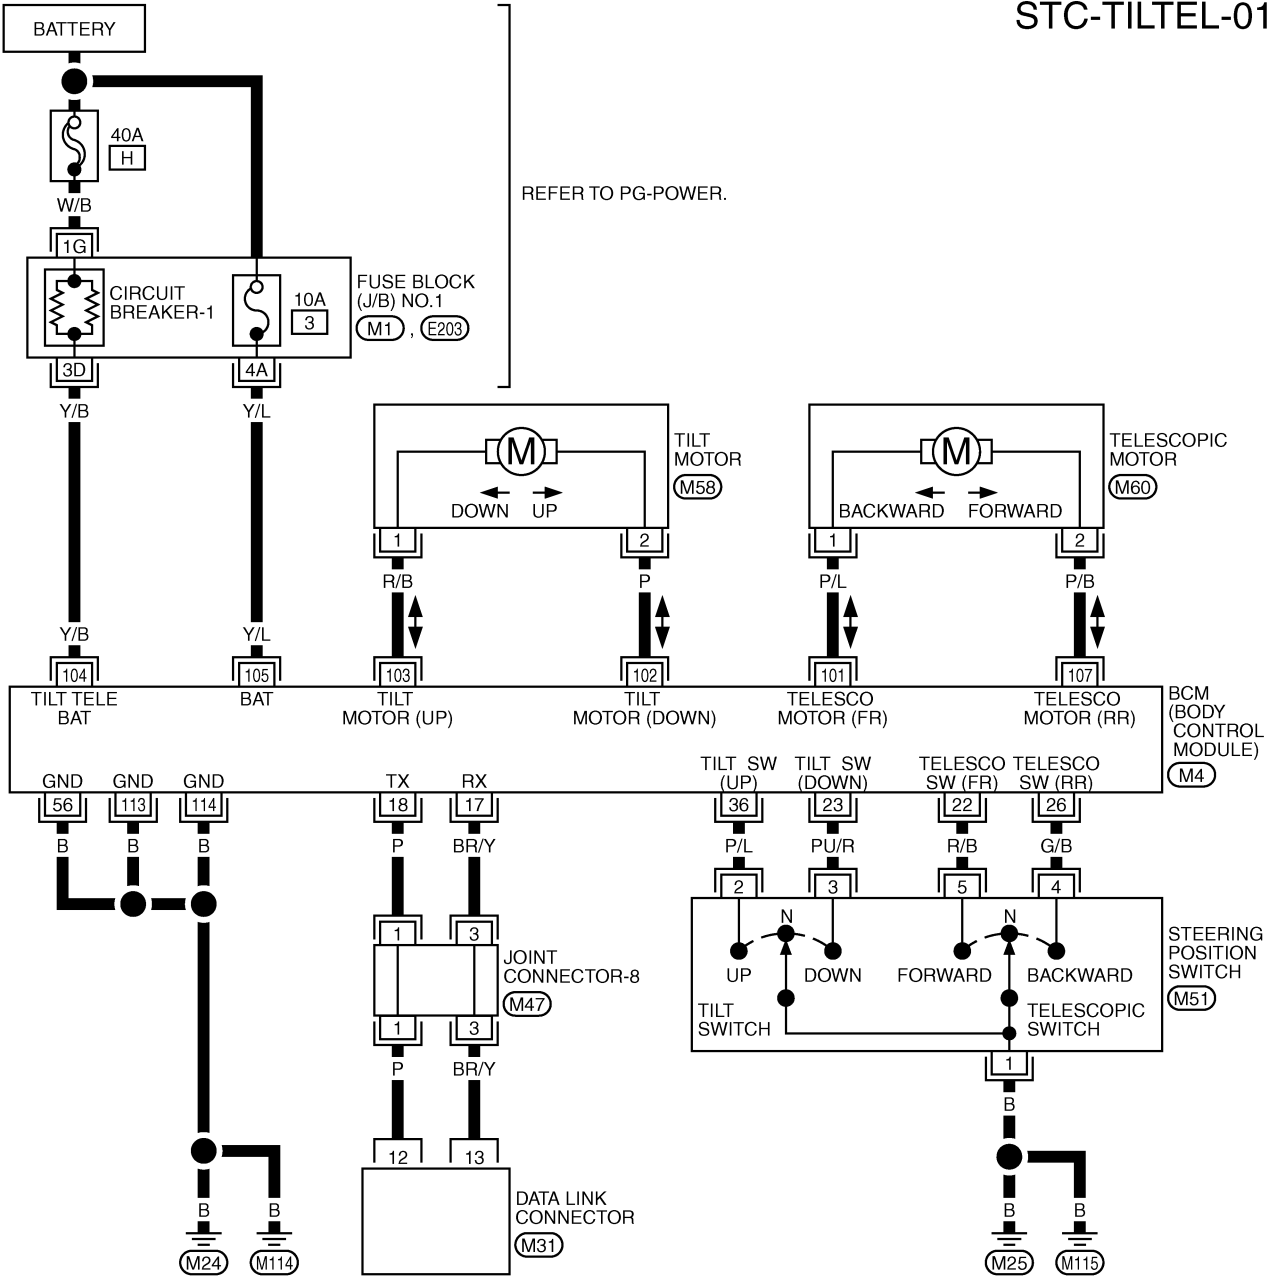 STC-TILTEL-01
BATTERY
40A
H
W/B
REFER TO PG-POWER.
1G
CIRCUIT
BREAKER-1
10A
3
FUSE BLOCK
(J/B) NO.1
M1 , E203
3D
4A
Y/B
Y/L
M
DOWN UP
TILT
MOTOR
M58
M
BACKWARD FORWARD
TELESCOPIC
MOTOR
M60
1
2
1
2
R/B
P
P/L
P/B
Y/B
Y/L
104
105
103
102
101
107
TILT TELE
BAT
BAT
TILT
MOTOR (UP)
TILT
MOTOR (DOWN)
TELESCO
MOTOR (FR)
TELESCO
MOTOR (RR)
BCM
(BODY
CONTROL
MODULE)
M4
GND
GND
GND
TX
RX
TILT SW
(UP)
TILT SW
(DOWN)
TELESCO
SW (FR)
TELESCO
SW (RR)
56
113
114
18
17
36
23
22
26
B
B
B
P
BR/Y
P/L
PU/R
R/B
G/B
2
3
5
4
1
3
N
N
UP
DOWN
FORWARD
BACKWARD
TILT
SWITCH
TELESCOPIC
SWITCH
STEERING
POSITION
SWITCH
M51
JOINT
CONNECTOR-8
M47
1
3
1
P
BR/Y
B
12
13
DATA LINK
CONNECTOR
M31
B
B
B
B
M24
M114
M25
M115